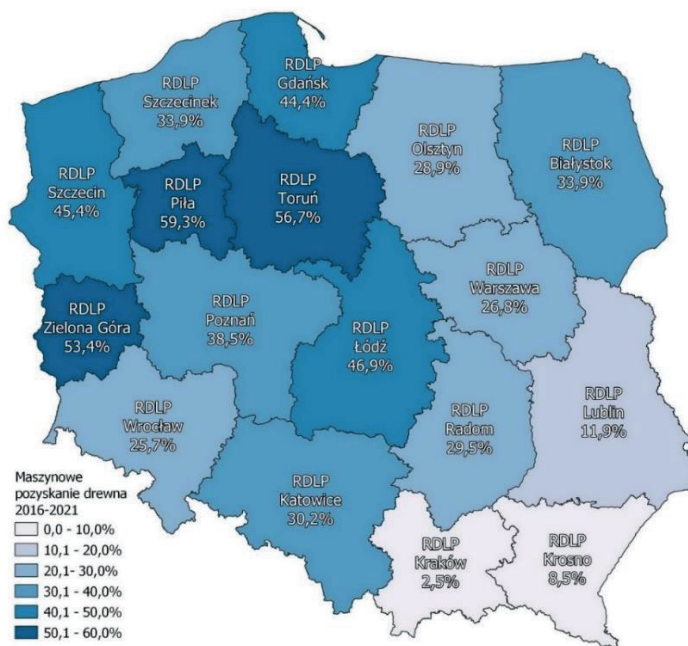 RDLP
Gdańsk
44,4%
RDLP
Szczecinek
33,9%
RDLP
Olsztyn
28,9%
RDLP
Białystok
33,9%
RDLP
Szczecin
45,4%
RDLP
Piła
59,3%
RDLP
Toruń
56,7%
RDLP
Warszawa
26,8%
RDLP
Zielona Góra
53,4%
RDLP
Poznań
38,5%
RDLP
Łódź
46,9%
RDLP
Lublin
11,9%
RDLP
Wrocław
25,7%
RDLP
Radom
29,5%
RDLP
Katowice
30,2%
RDLP
Kraków
2,5%
RDLP
Krosno
8,5%
Maszynowe
pozyskanie drewna
2016-2021
0,0 - 10,0%
10,1 - 20,0%
20,1- 30,0%
30,1 - 40,0%
40,1 - 50,0%
50,1 - 60,0%